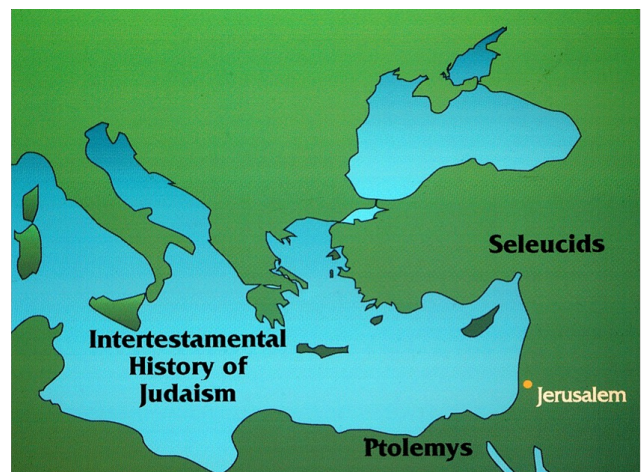 Seleucids
Intertestamental
History of
Judaism
Jerusalem
Ptolemys